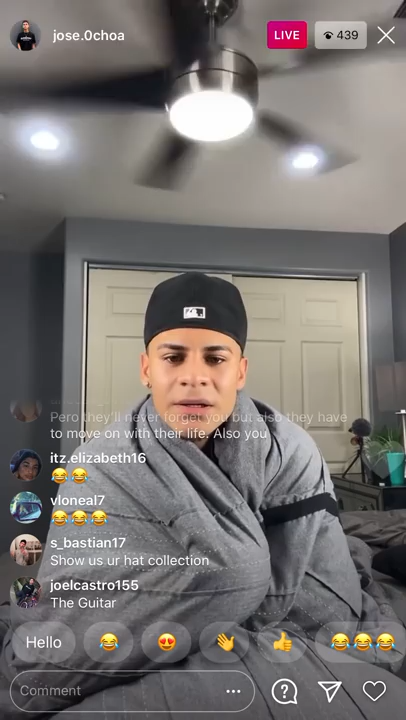 jose.0choa
LIVE
439
Pero they'll never forget you but also they have
to move on with their life. Also you
itz.elizabeth16
😂😂
vloneal7
😂😂😂
s_bastian17
Show us ur hat collection
joelcastro155
The Guitar
Hello 😂 😍 👋 👍 😂😂😂
Comment